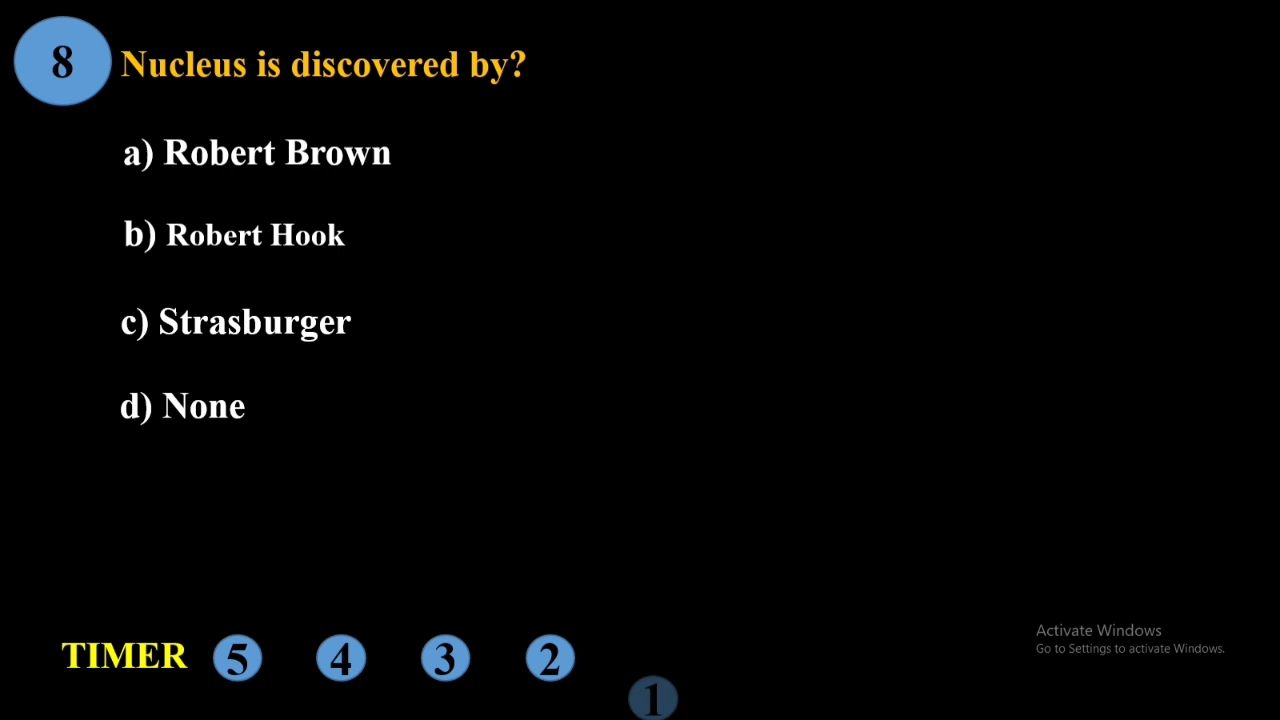 8
Nucleus is discovered by?
a) Robert Brown
b) Robert Hook
c) Strasburger
d) None
TIMER 5 4 3 2
1
Activate Windows
Go to Settings to activate Windows.